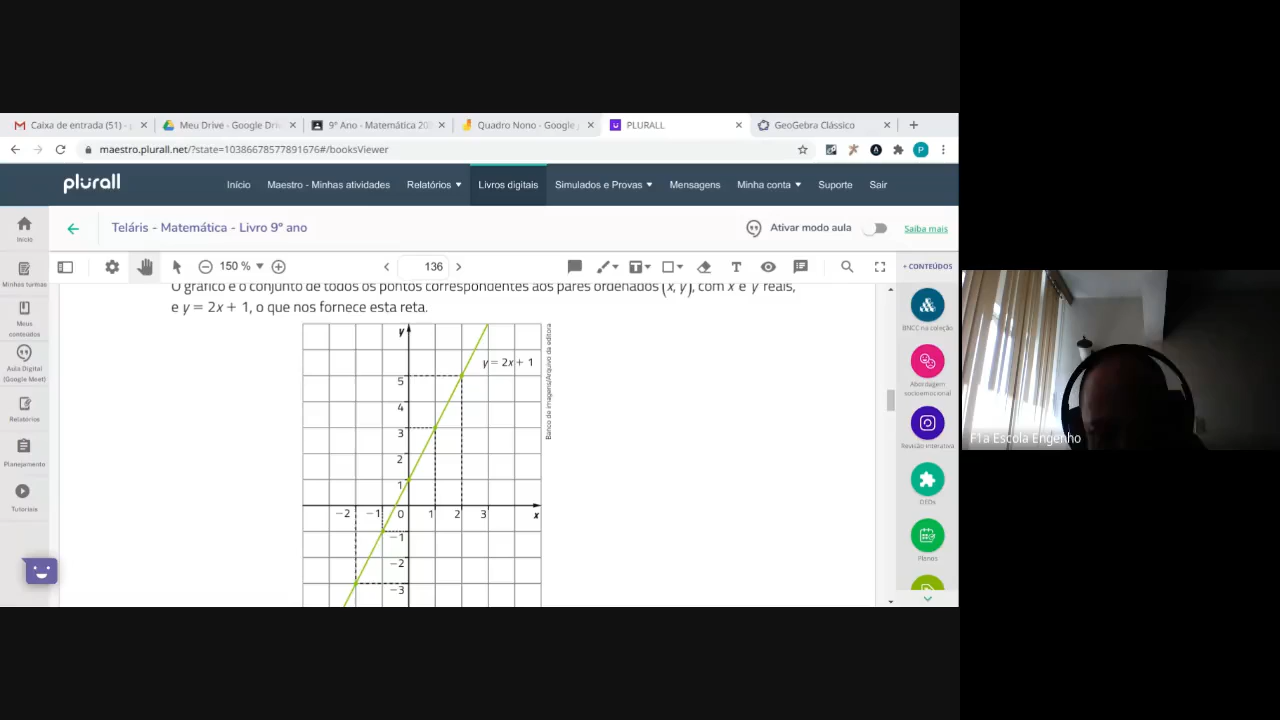 Caixa de entrada (51) -
Meu Drive - Google Dri
9º Ano - Matemática 20
Quadro Nono - Google
PLURALL
GeoGebra Clássico
maestro.plurall.net/?state=10386678577891676#/booksViewer
P
plurall
Início
Maestro - Minhas atividades
Relatórios
Livros digitais
Simulados e Provas
Mensagens
Minha conta
Suporte
Sair
Teláris - Matemática - Livro 9º ano
Ativar modo aula
Saiba mais
150 %
136
+ CONTEÚDOS
Início
Minhas turmas
Meus
conteúdos
Aula Digital
(Google Meet)
Relatórios
Planejamento
Tutoriais
O gráfico é o conjunto de todos os pontos correspondentes aos pares ordenados (x, y), com x e y reais,
e y = 2x + 1, o que nos fornece esta reta.
y
y = 2x + 1
5
4
3
2
1
−2 −1 0 1 2 3 x
−1
−2
−3
Banco de imagens/Arquivo da editora
BNCC na coleção
Abordagem
socioemocional
Revisão interativa
OEDs
Planos
F1a Escola Engenho